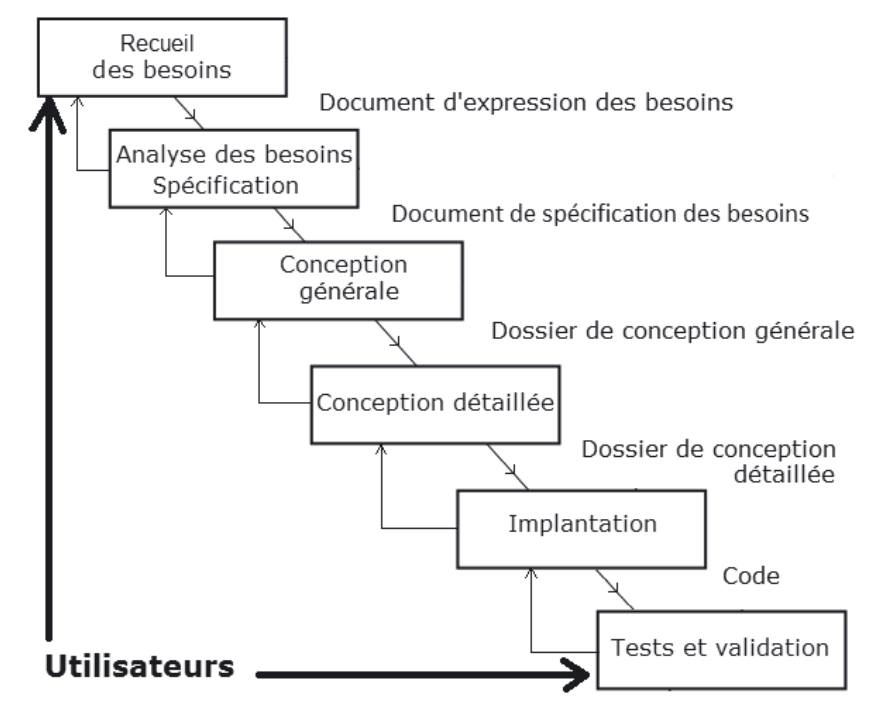 Recueil
des besoins
Document d'expression des besoins
Analyse des besoins
Spécification
Document de spécification des besoins
Conception
générale
Dossier de conception générale
Conception détaillée
Dossier de conception
détaillée
Implantation
Code
Tests et validation
Utilisateurs